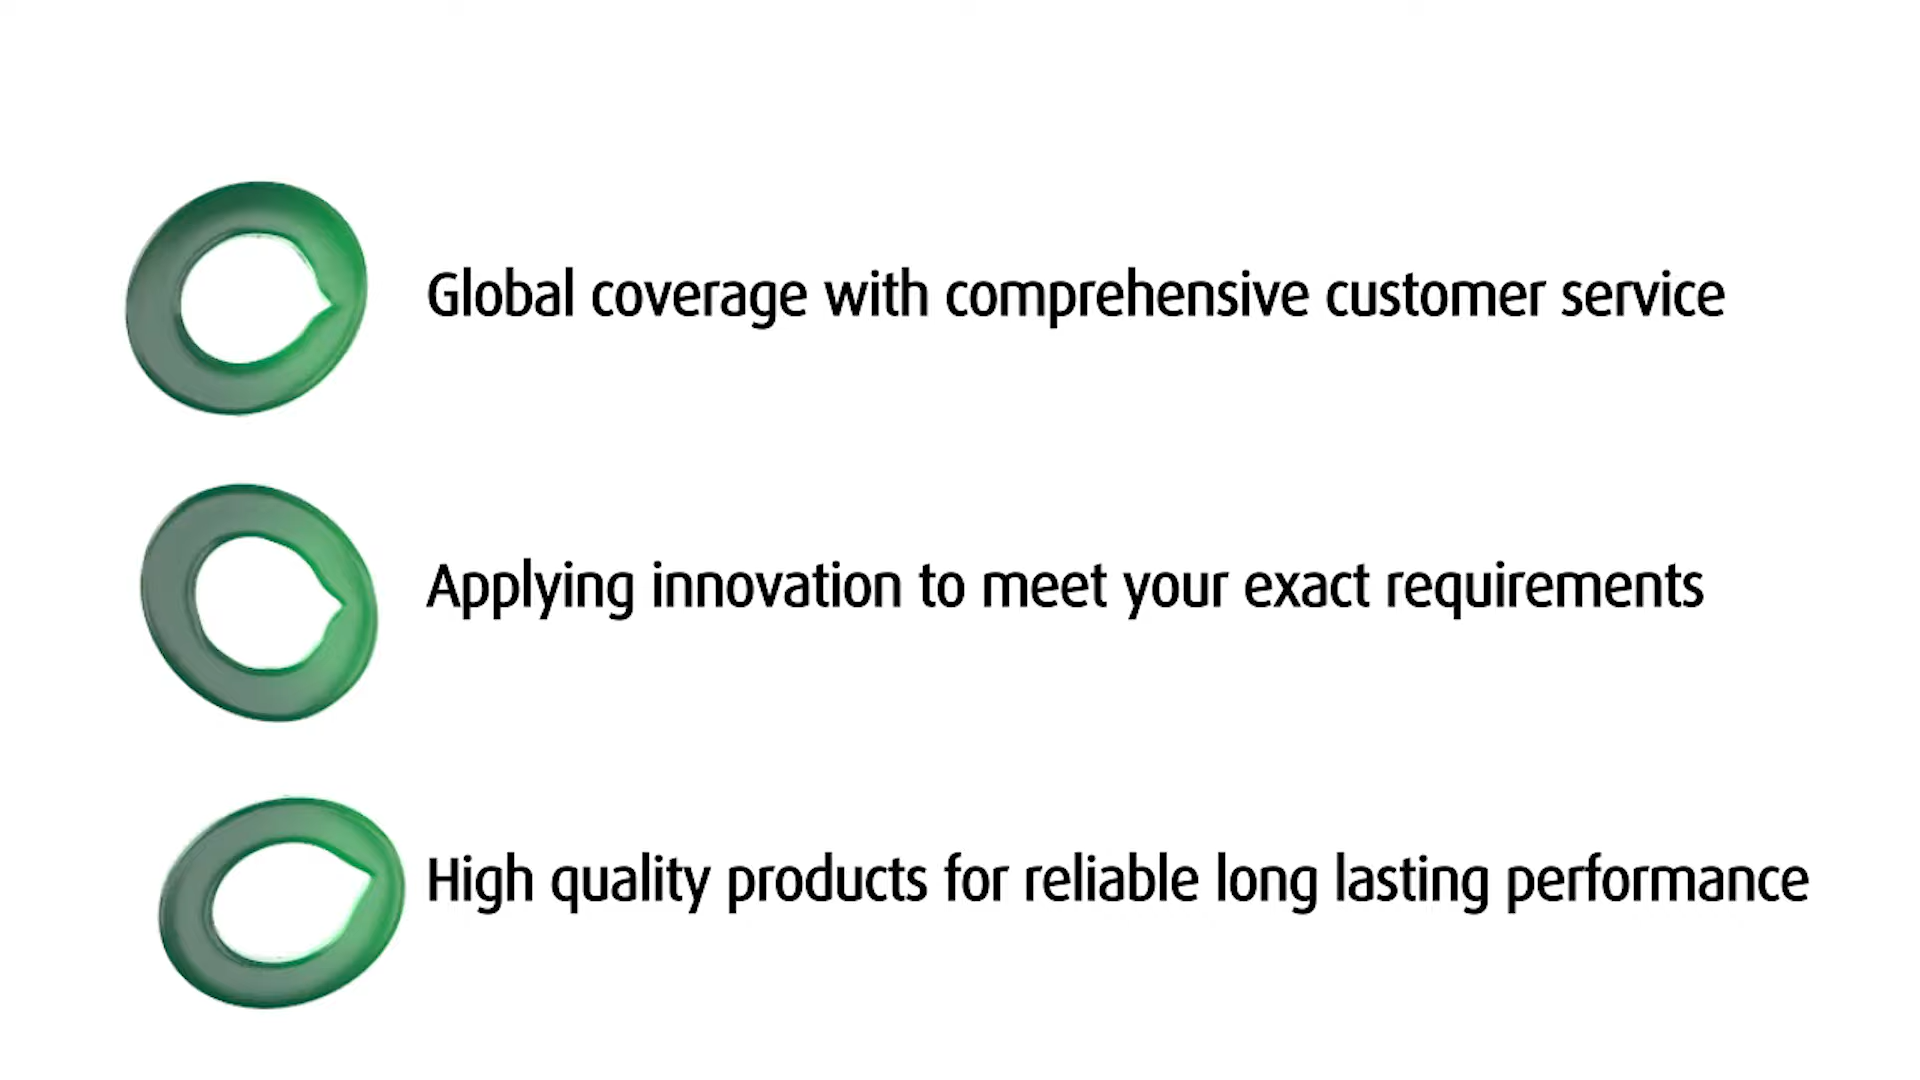 Global coverage with comprehensive customer service
Applying innovation to meet your exact requirements
High quality products for reliable long lasting performance